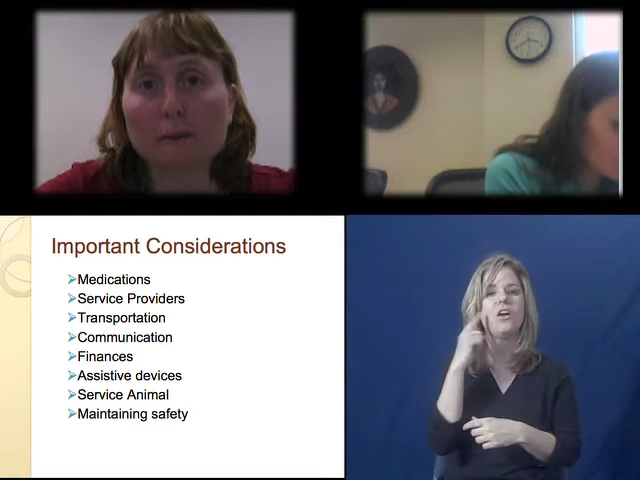 Important Considerations
Medications
Service Providers
Transportation
Communication
Finances
Assistive devices
Service Animal
Maintaining safety